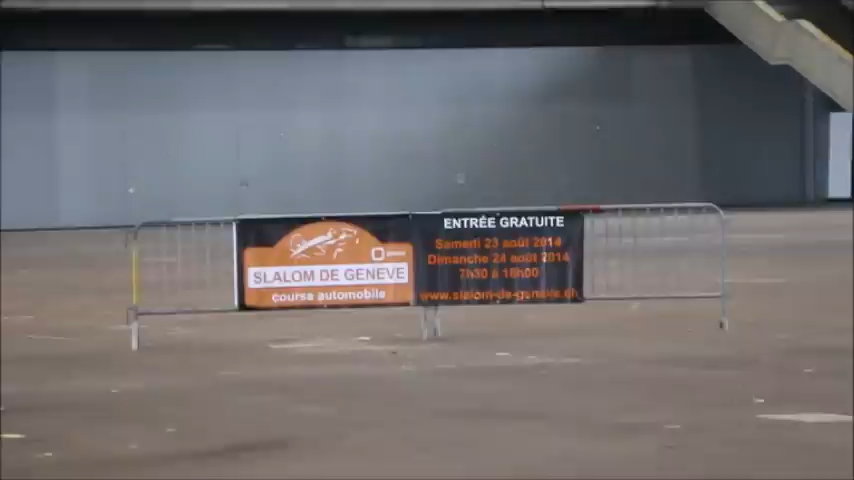 SLALOM DE GENEVE
course automobile
ENTRÉE GRATUITE
Samedi 23 août 2014
Dimanche 24 août 2014
7h30 à 18h00
www.slalom-de-geneve.ch